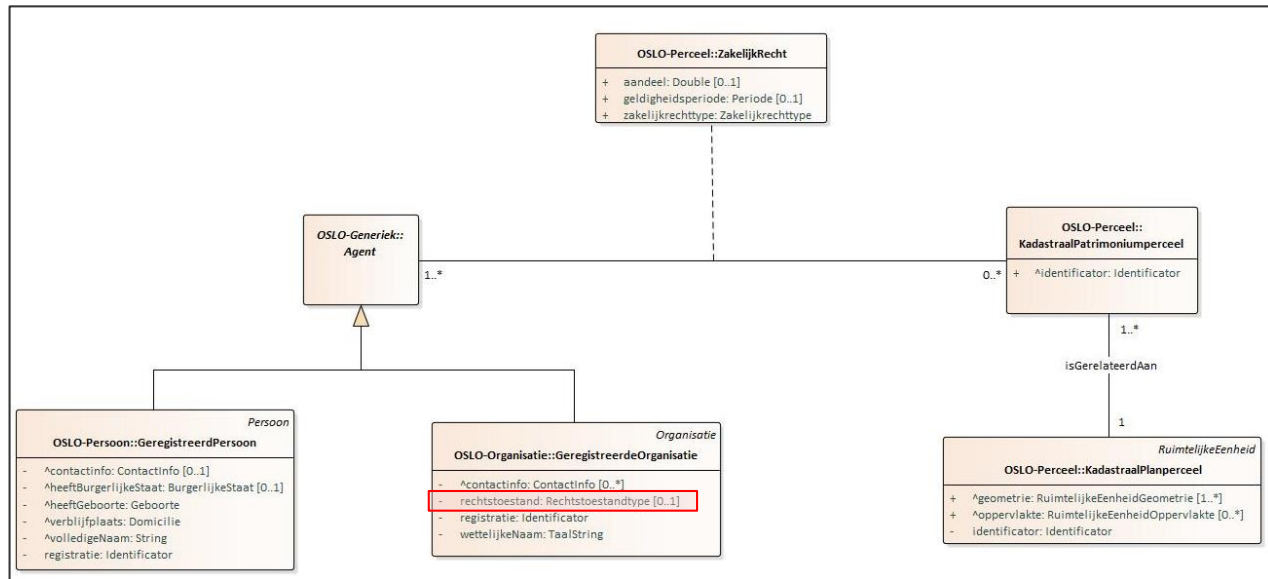 OSLO-Perceel::ZakelijkRecht
+ aandeel: Double [0..1]
+ geldigheidsperiode: Periode [0..1]
+ zakelijkrechttype: Zakelijkrechttype
OSLO-Generiek::
Agent
1..*
0..*
OSLO-Perceel::
KadastraalPatrimoniumperceel
+ ^identificator: Identificator
1..*
isGerelateerdAan
1
Persoon
OSLO-Persoon::GeregistreerdPersoon
- ^contactinfo: ContactInfo [0..1]
- ^heeftBurgerlijkeStaat: BurgerlijkeStaat [0..1]
- ^heeftGeboorte: Geboorte
- ^verblijfplaats: Domicilie
- ^volledigeNaam: String
- registratie: Identificator
Organisatie
OSLO-Organisatie::GeregistreerdeOrganisatie
- ^contactinfo: ContactInfo [0..*]
- rechtstoestand: Rechtstoestandtype [0..1]
- registratie: Identificator
- wettelijkeNaam: TaalString
RuimtelijkeEenheid
OSLO-Perceel::KadastraalPlanperceel
+ ^geometrie: RuimtelijkeEenheidGeometrie [1..*]
+ ^oppervlakte: RuimtelijkeEenheidOppervlakte [0..*]
- identificator: Identificator